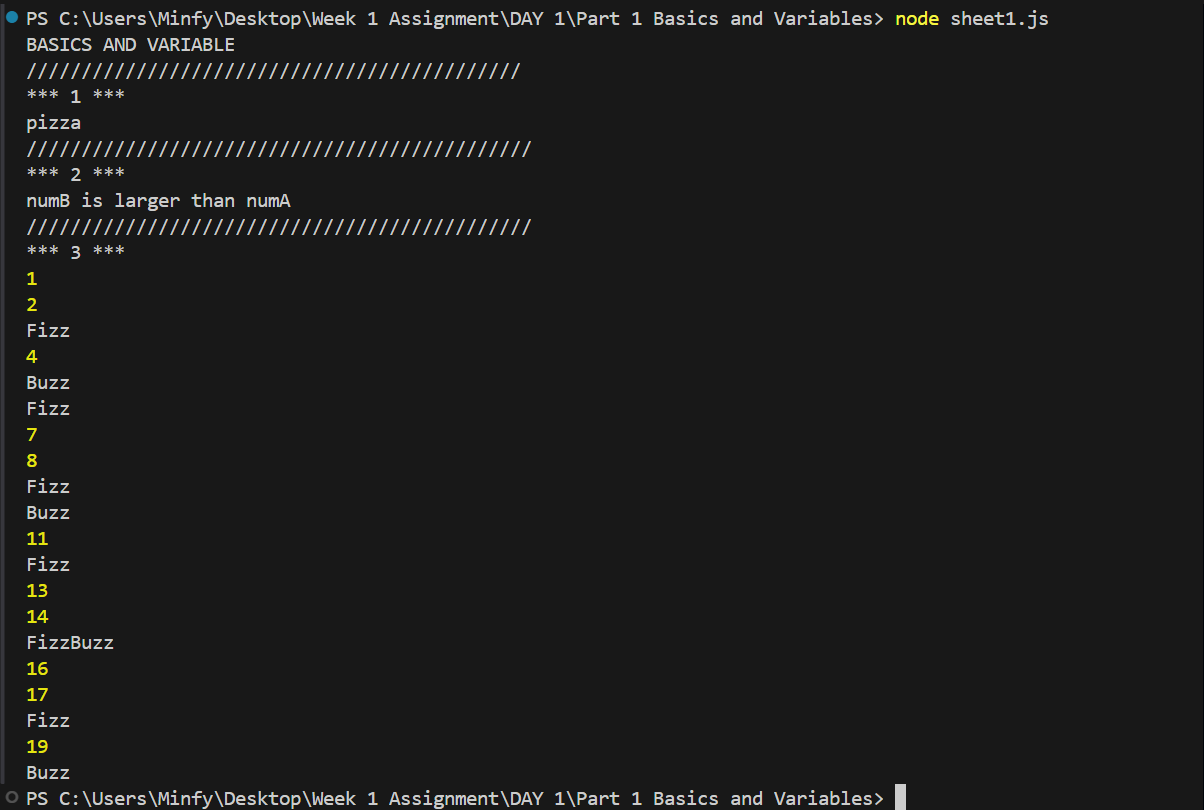 PS C:\Users\Minfy\Desktop\Week 1 Assignment\DAY 1\Part 1 Basics and Variables> node sheet1.js
BASICS AND VARIABLE
/////////////////////////////////////////////
*** 1 ***
pizza
//////////////////////////////////////////////
*** 2 ***
numB is larger than numA
//////////////////////////////////////////////
*** 3 ***
1
2
Fizz
4
Buzz
Fizz
7
8
Fizz
Buzz
11
Fizz
13
14
FizzBuzz
16
17
Fizz
19
Buzz
PS C:\Users\Minfy\Desktop\Week 1 Assignment\DAY 1\Part 1 Basics and Variables>